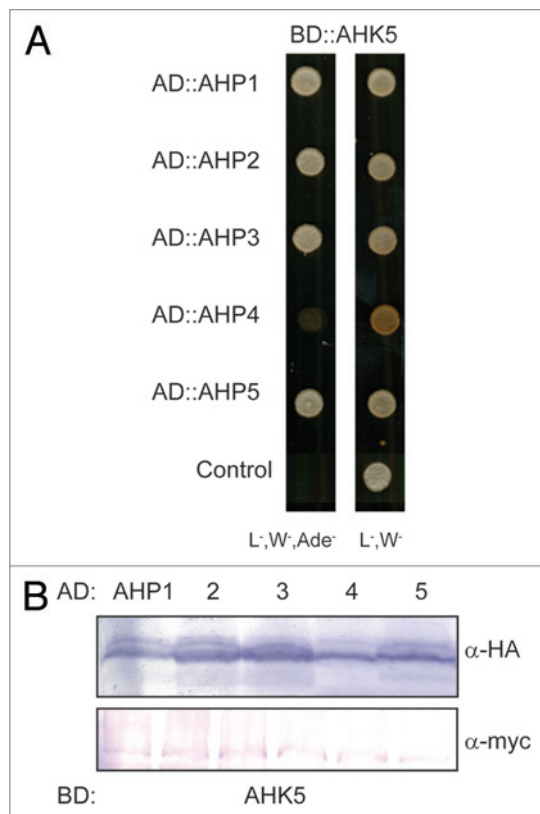 A
BD::AHK5
AD::AHP1
AD::AHP2
AD::AHP3
AD::AHP4
AD::AHP5
Control
L⁻,W⁻,Ade⁻ L⁻,W⁻
B
AD: AHP1 2 3 4 5
α-HA
α-myc
BD: AHK5